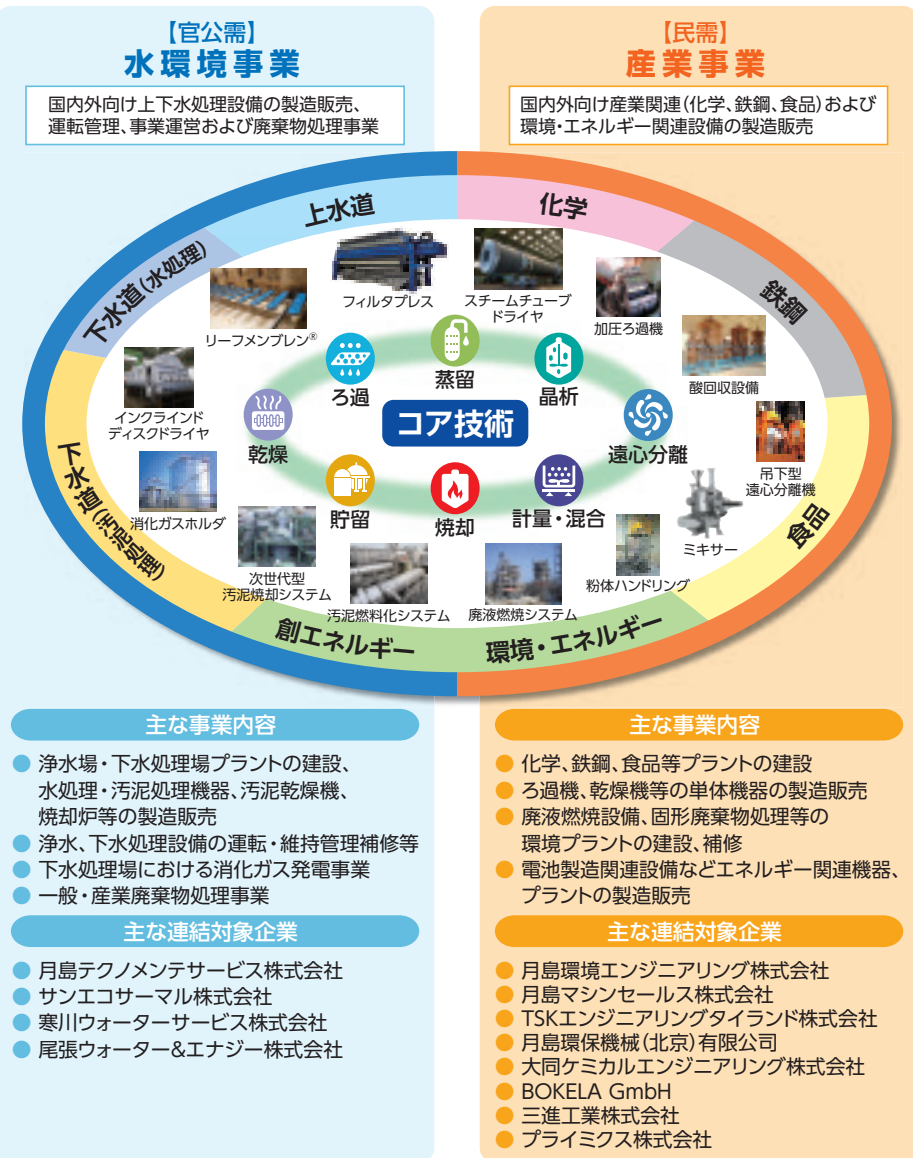 【官公需】
水環境事業
国内外向け上下水処理設備の製造販売、
運転管理、事業運営および廃棄物処理事業
【民需】
産業事業
国内外向け産業関連(化学、鉄鋼、食品)および
環境・エネルギー関連設備の製造販売
上水道
化学
下水道(水処理)
鉄鋼
下水道(汚泥処理)
食品
創エネルギー
環境・エネルギー
フィルタプレス
スチームチューブ
ドライヤ
リーフメンブレン®
加圧ろ過機
酸回収設備
インクラインド
ディスクドライヤ
吊下型
遠心分離機
消化ガスホルダ
ミキサー
次世代型
汚泥焼却システム
汚泥燃料化システム
廃液燃焼システム
粉体ハンドリング
コア技術
ろ過
蒸留
晶析
乾燥
遠心分離
貯留
焼却
計量・混合
主な事業内容
● 浄水場・下水処理場プラントの建設、
水処理・汚泥処理機器、汚泥乾燥機、
焼却炉等の製造販売
● 浄水、下水処理設備の運転・維持管理補修等
● 下水処理場における消化ガス発電事業
● 一般・産業廃棄物処理事業
主な連結対象企業
● 月島テクノメンテサービス株式会社
● サンエコサーマル株式会社
● 寒川ウォーターサービス株式会社
● 尾張ウォーター&エナジー株式会社
主な事業内容
● 化学、鉄鋼、食品等プラントの建設
● ろ過機、乾燥機等の単体機器の製造販売
● 廃液燃焼設備、固形廃棄物処理等の
環境プラントの建設、補修
● 電池製造関連設備などエネルギー関連機器、
プラントの製造販売
主な連結対象企業
● 月島環境エンジニアリング株式会社
● 月島マシンセールス株式会社
● TSKエンジニアリングタイランド株式会社
● 月島環保機械(北京)有限公司
● 大同ケミカルエンジニアリング株式会社
● BOKELA GmbH
● 三進工業株式会社
● プライミクス株式会社